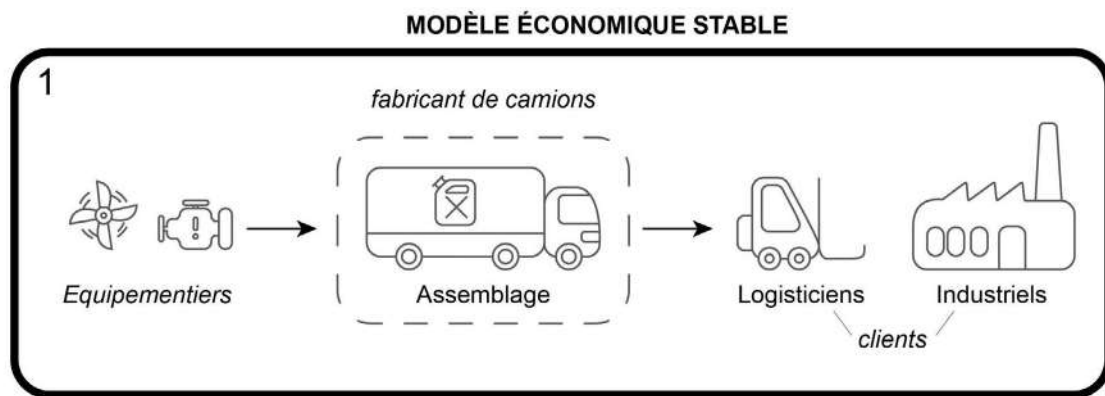 MODÈLE ÉCONOMIQUE STABLE
1
fabricant de camions
Equipementiers
Assemblage
Logisticiens
Industriels
clients